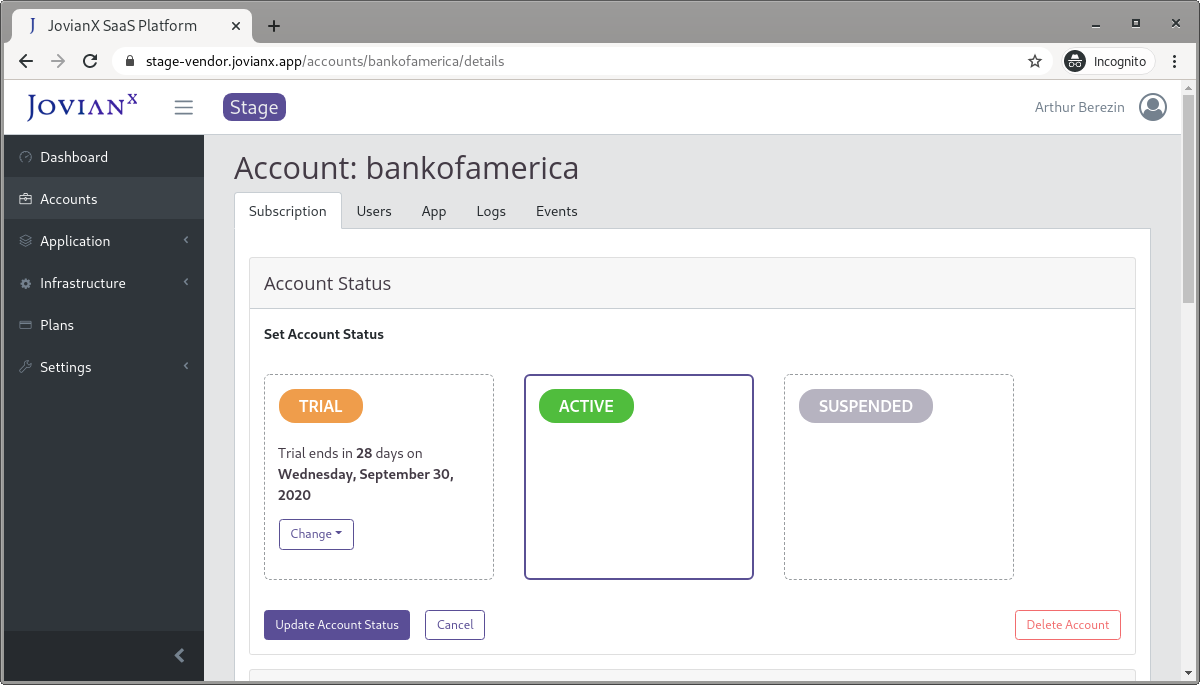 JovianX SaaS Platform
stage-vendor.jovianx.app/accounts/bankofamerica/details
Incognito
JOVIANX
Stage
Arthur Berezin
Dashboard
Accounts
Application
Infrastructure
Plans
Settings
Account: bankofamerica
Subscription
Users
App
Logs
Events
Account Status
Set Account Status
TRIAL
Trial ends in 28 days on
Wednesday, September 30,
2020
Change
ACTIVE
SUSPENDED
Update Account Status
Cancel
Delete Account